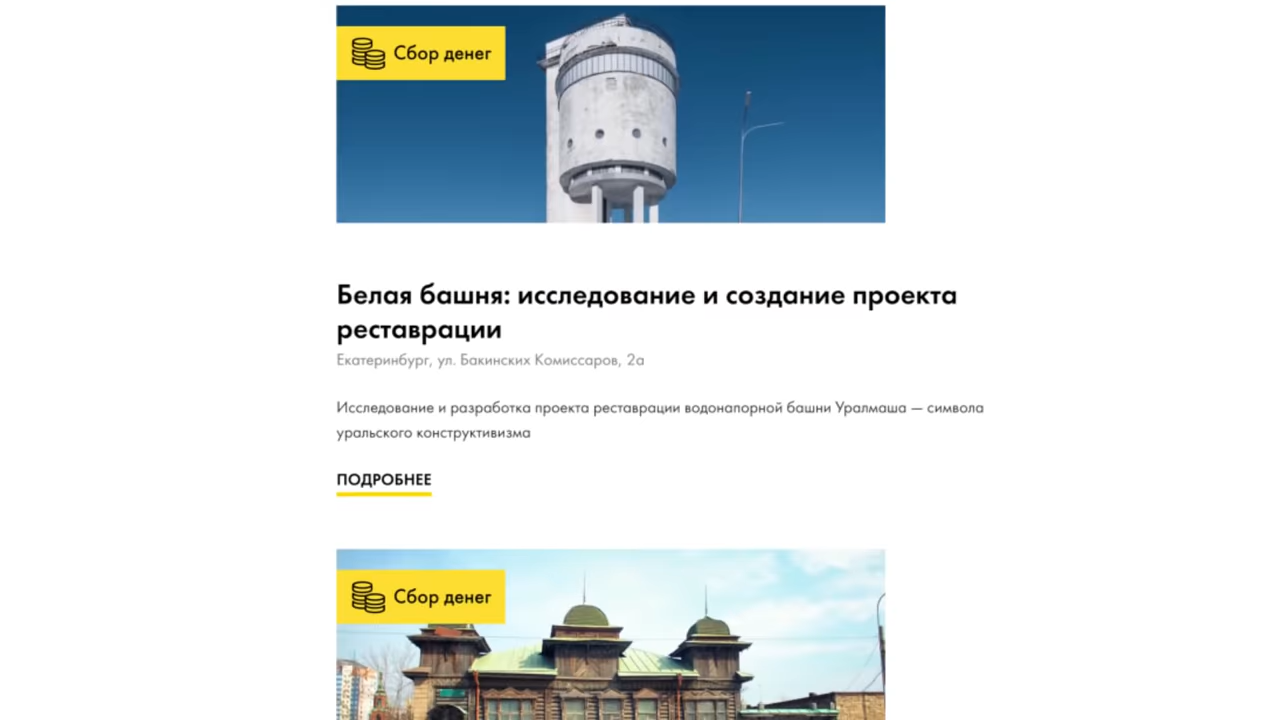 Сбор денег
Белая башня: исследование и создание проекта
реставрации
Екатеринбург, ул. Бакинских Комиссаров, 2а
Исследование и разработка проекта реставрации водонапорной башни Уралмаша — символа
уральского конструктивизма
ПОДРОБНЕЕ
Сбор денег